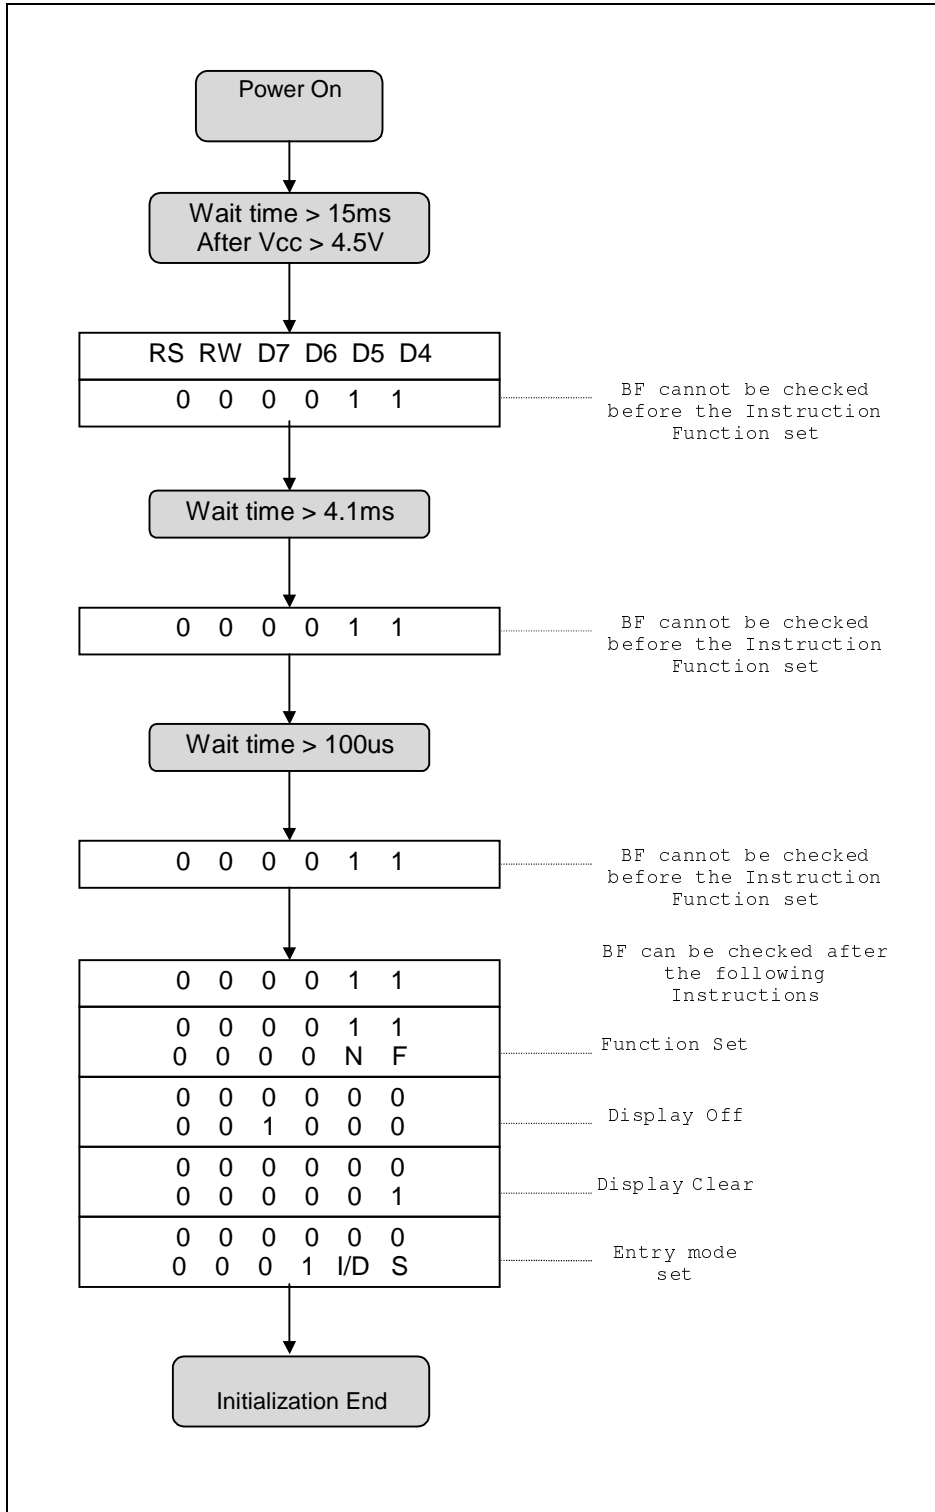 Power On
Wait time > 15ms
After Vcc > 4.5V
RS RW D7 D6 D5 D4
0 0 0 0 1 1
BF cannot be checked
before the Instruction
Function set
Wait time > 4.1ms
0 0 0 0 1 1
BF cannot be checked
before the Instruction
Function set
Wait time > 100us
0 0 0 0 1 1
BF cannot be checked
before the Instruction
Function set
BF can be checked after
the following
Instructions
0 0 0 0 1 1
0 0 0 0 1 1
0 0 0 0 N F
Function Set
0 0 0 0 0 0
0 0 1 0 0 0
Display Off
0 0 0 0 0 0
0 0 0 0 0 1
Display Clear
0 0 0 0 0 0
0 0 0 1 I/D S
Entry mode
set
Initialization End